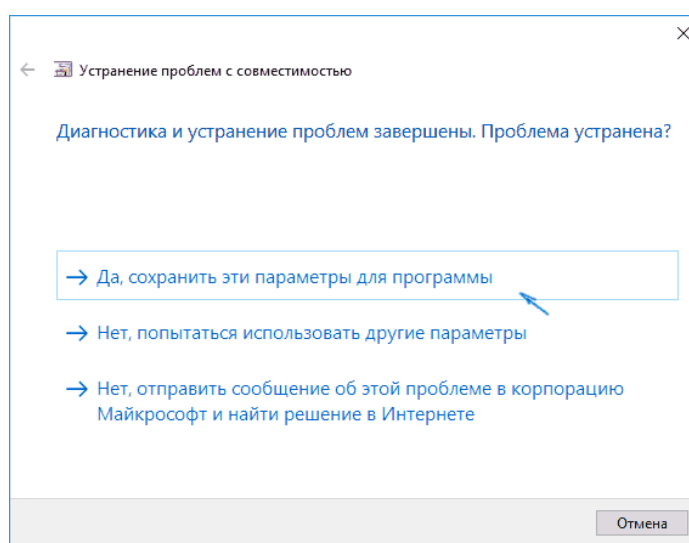 Устранение проблем с совместимостью
Диагностика и устранение проблем завершены. Проблема устранена?
Да, сохранить эти параметры для программы
Нет, попытаться использовать другие параметры
Нет, отправить сообщение об этой проблеме в корпорацию
Майкрософт и найти решение в Интернете
Отмена